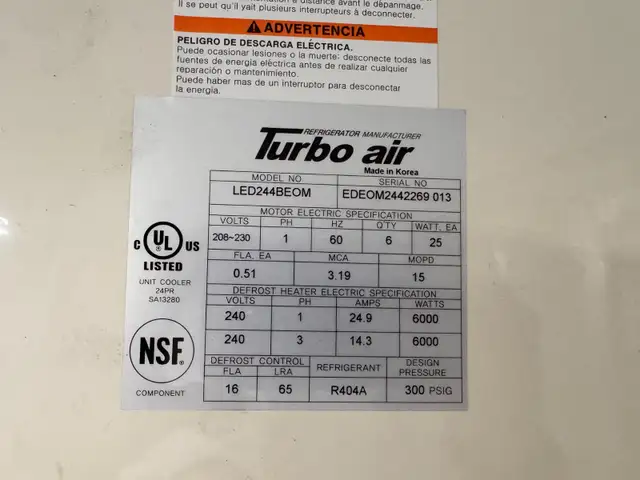 Il se peut qu'il yait plusieurs interrupteurs à deconnecter.
ADVERTENCIA
PELIGRO DE DESCARGA ELÉCTRICA.
Puede ocasionar lesiones o la muerte: desconecte todas las
fuentes de energía elèctrica antes de realizar cualquier
reparación o mantenimiento.
Puede haber mas de un interruptor para desconectar
la energia.
REFRIGERATOR MANUFACTURER
Turbo air
Made in Korea
MODEL NO SERIAL NO
LED244BEOM EDEOM2442269 013
MOTOR ELECTRIC SPECIFICATION
VOLTS PH HZ Q'TY WATT. EA
208~230 1 60 6 25
FLA. EA MCA MOPD
0.51 3.19 15
DEFROST HEATER ELECTRIC SPECIFICATION
VOLTS PH AMPS WATTS
240 1 24.9 6000
240 3 14.3 6000
DEFROST CONTROL REFRIGERANT DESIGN PRESSURE
FLA LRA
16 65 R404A 300 PSIG
C UL US
LISTED
UNIT COOLER
24PR
SA13280
NSF
COMPONENT